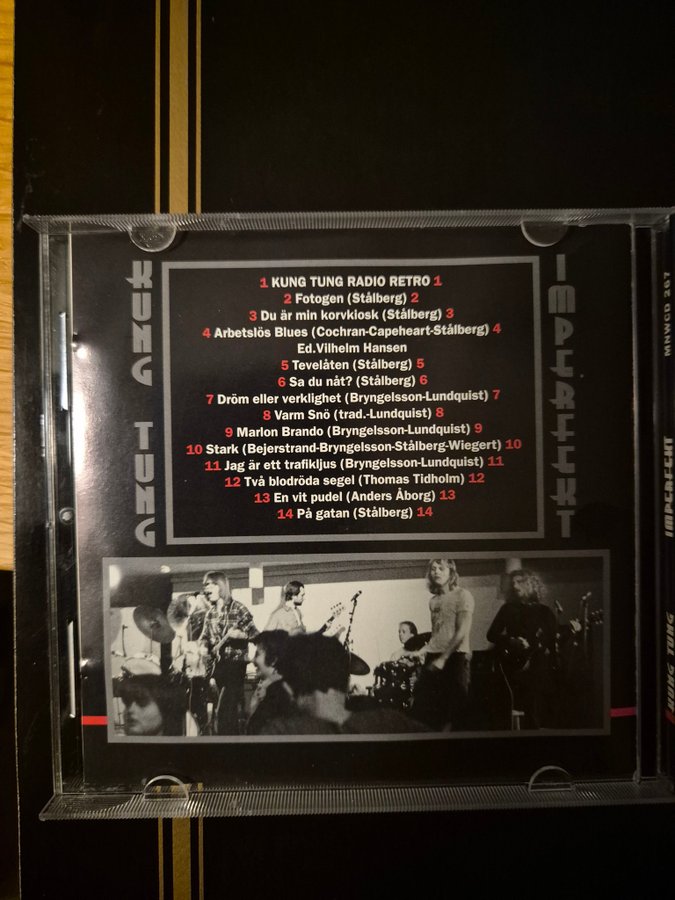 KUNG TUNG
IMPERFEKT
1 KUNG TUNG RADIO RETRO 1
2 Fotogen (Stålberg) 2
3 Du är min korvkiosk (Stålberg) 3
4 Arbetslös Blues (Cochran-Capeheart-Stålberg) 4
Ed.Vilhelm Hansen
5 Tevelåten (Stålberg) 5
6 Sa du nåt? (Stålberg) 6
7 Dröm eller verklighet (Bryngelsson-Lundquist) 7
8 Varm Snö (trad.-Lundquist) 8
9 Marlon Brando (Bryngelsson-Lundquist) 9
10 Stark (Bejerstrand-Bryngelsson-Stålberg-Wiegert) 10
11 Jag är ett trafikljus (Bryngelsson-Lundquist) 11
12 Två blodröda segel (Thomas Tidholm) 12
13 En vit pudel (Anders Åborg) 13
14 På gatan (Stålberg) 14
KUNG TUNG IMPERFEKT MNWCD 267